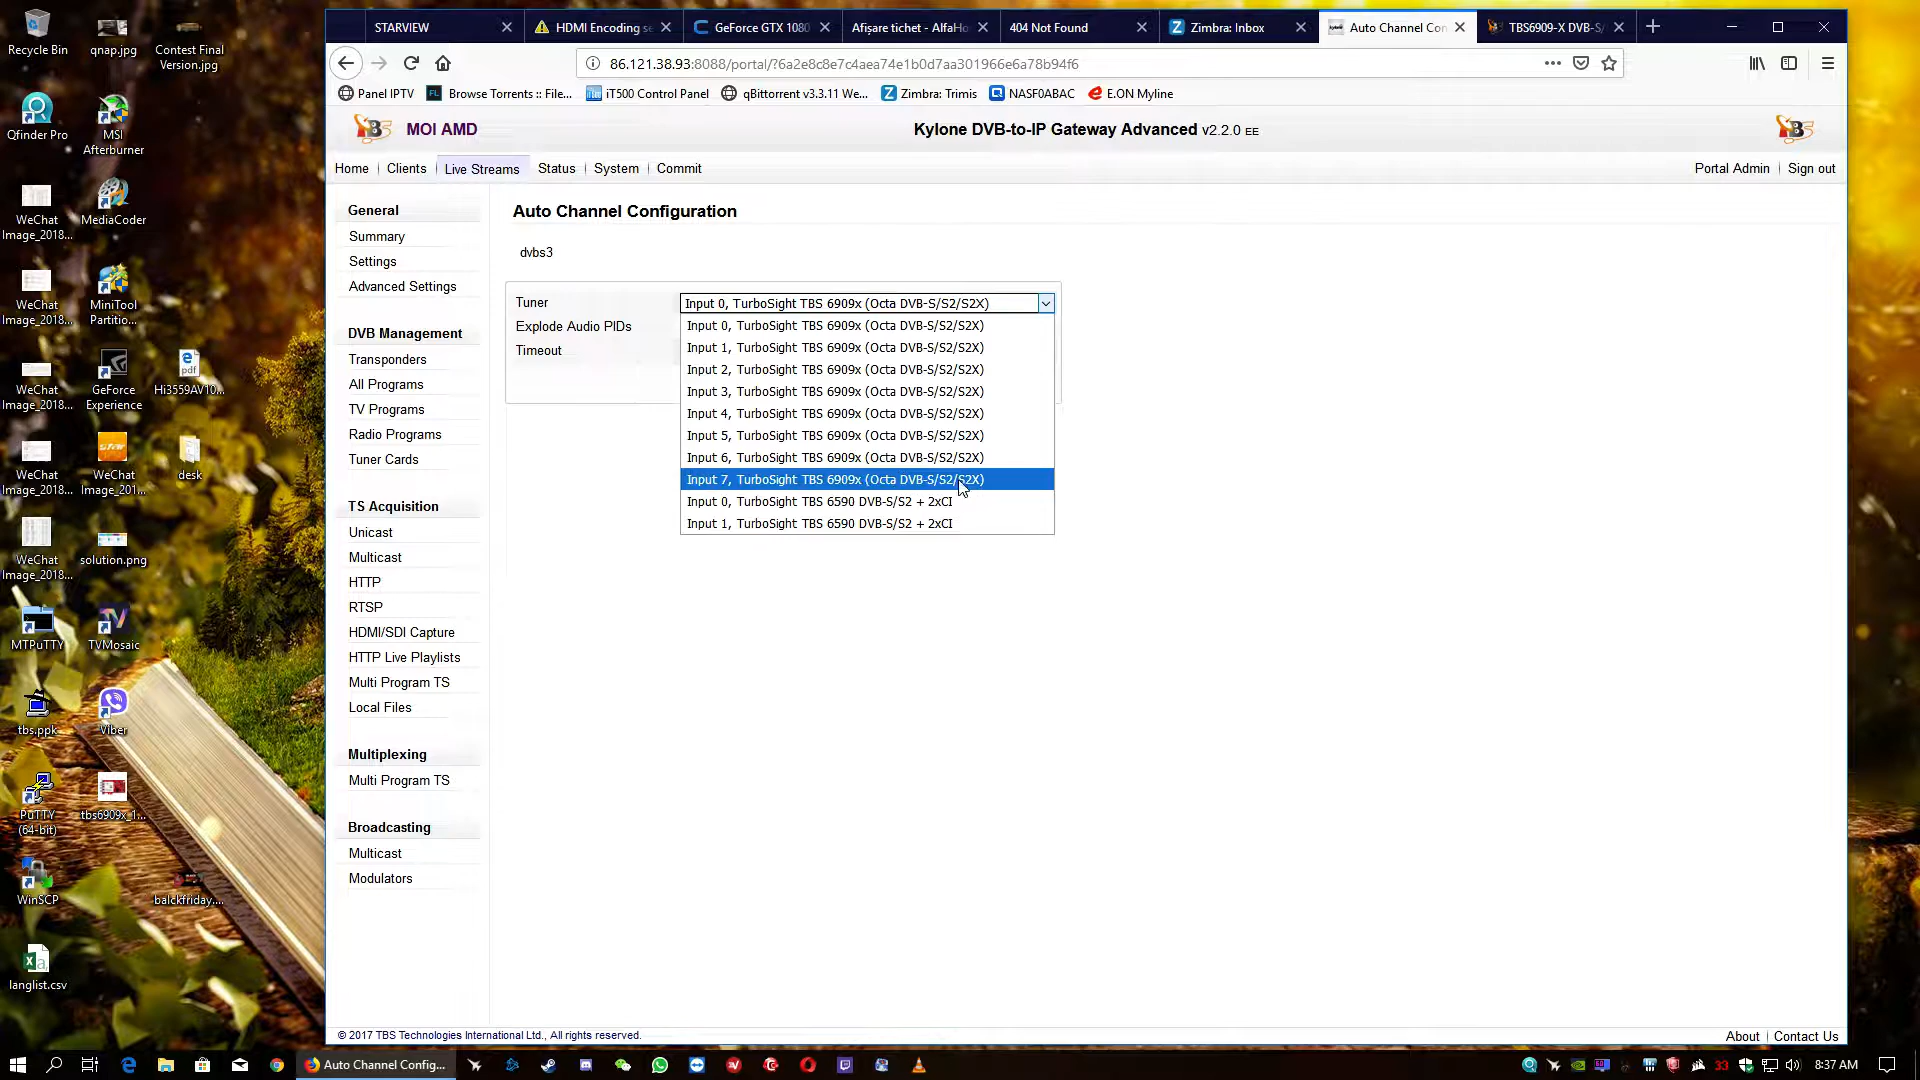 Recycle Bin
qnap.jpg
Contest Final
Version.jpg
Qfinder Pro
MSI
Afterburner
WeChat
Image_2018...
MediaCoder
WeChat
Image_2018...
MiniTool
Partitio...
WeChat
Image_2018...
GeForce
Experience
Hi3559AV10...
WeChat
Image_2018...
WeChat
Image_201...
desk
WeChat
Image_2018...
solution.png
MTPuTTY
TVMosaic
tbs.ppk
Viber
PuTTY
(64-bit)
tbs6909x_1...
WinSCP
balckfriday....
langlist.csv
STARVIEW
HDMI Encoding se
GeForce GTX 1080
Afișare tichet - AlfaHo
404 Not Found
Zimbra: Inbox
Auto Channel Con
TBS6909-X DVB-S/
86.121.38.93:8088/portal/?6a2e8c8e7c4aea74e1b0d7aa301966e6a78b94f6
Panel IPTV
Browse Torrents :: File...
iT500 Control Panel
qBittorrent v3.3.11 We...
Zimbra: Trimis
NASF0ABAC
E.ON Myline
MOI AMD
Kylone DVB-to-IP Gateway Advanced v2.2.0 EE
Home
Clients
Live Streams
Status
System
Commit
Portal Admin
Sign out
General
Summary
Settings
Advanced Settings
DVB Management
Transponders
All Programs
TV Programs
Radio Programs
Tuner Cards
TS Acquisition
Unicast
Multicast
HTTP
RTSP
HDMI/SDI Capture
HTTP Live Playlists
Multi Program TS
Local Files
Multiplexing
Multi Program TS
Broadcasting
Multicast
Modulators
Auto Channel Configuration
dvbs3
Tuner
Input 0, TurboSight TBS 6909x (Octa DVB-S/S2/S2X)
Explode Audio PIDs
Timeout
Input 0, TurboSight TBS 6909x (Octa DVB-S/S2/S2X)
Input 1, TurboSight TBS 6909x (Octa DVB-S/S2/S2X)
Input 2, TurboSight TBS 6909x (Octa DVB-S/S2/S2X)
Input 3, TurboSight TBS 6909x (Octa DVB-S/S2/S2X)
Input 4, TurboSight TBS 6909x (Octa DVB-S/S2/S2X)
Input 5, TurboSight TBS 6909x (Octa DVB-S/S2/S2X)
Input 6, TurboSight TBS 6909x (Octa DVB-S/S2/S2X)
Input 7, TurboSight TBS 6909x (Octa DVB-S/S2/S2X)
Input 0, TurboSight TBS 6590 DVB-S/S2 + 2xCI
Input 1, TurboSight TBS 6590 DVB-S/S2 + 2xCI
© 2017 TBS Technologies International Ltd., All rights reserved.
About
Contact Us
Auto Channel Config...
33
8:37 AM